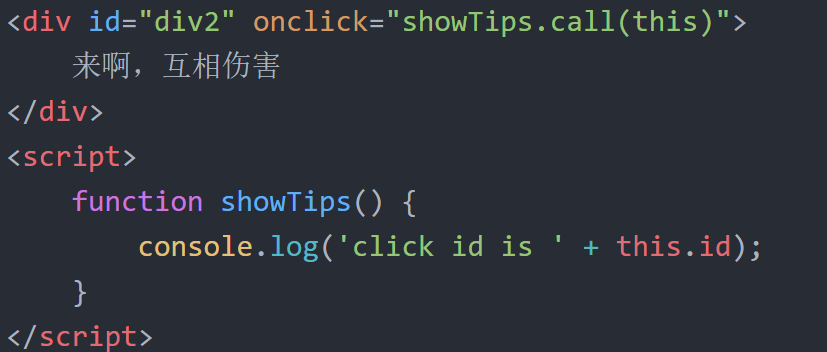 <div id="div2" onclick="showTips.call(this)">
    来啊，互相伤害
</div>
<script>
    function showTips() {
        console.log('click id is ' + this.id);
    }
</script>